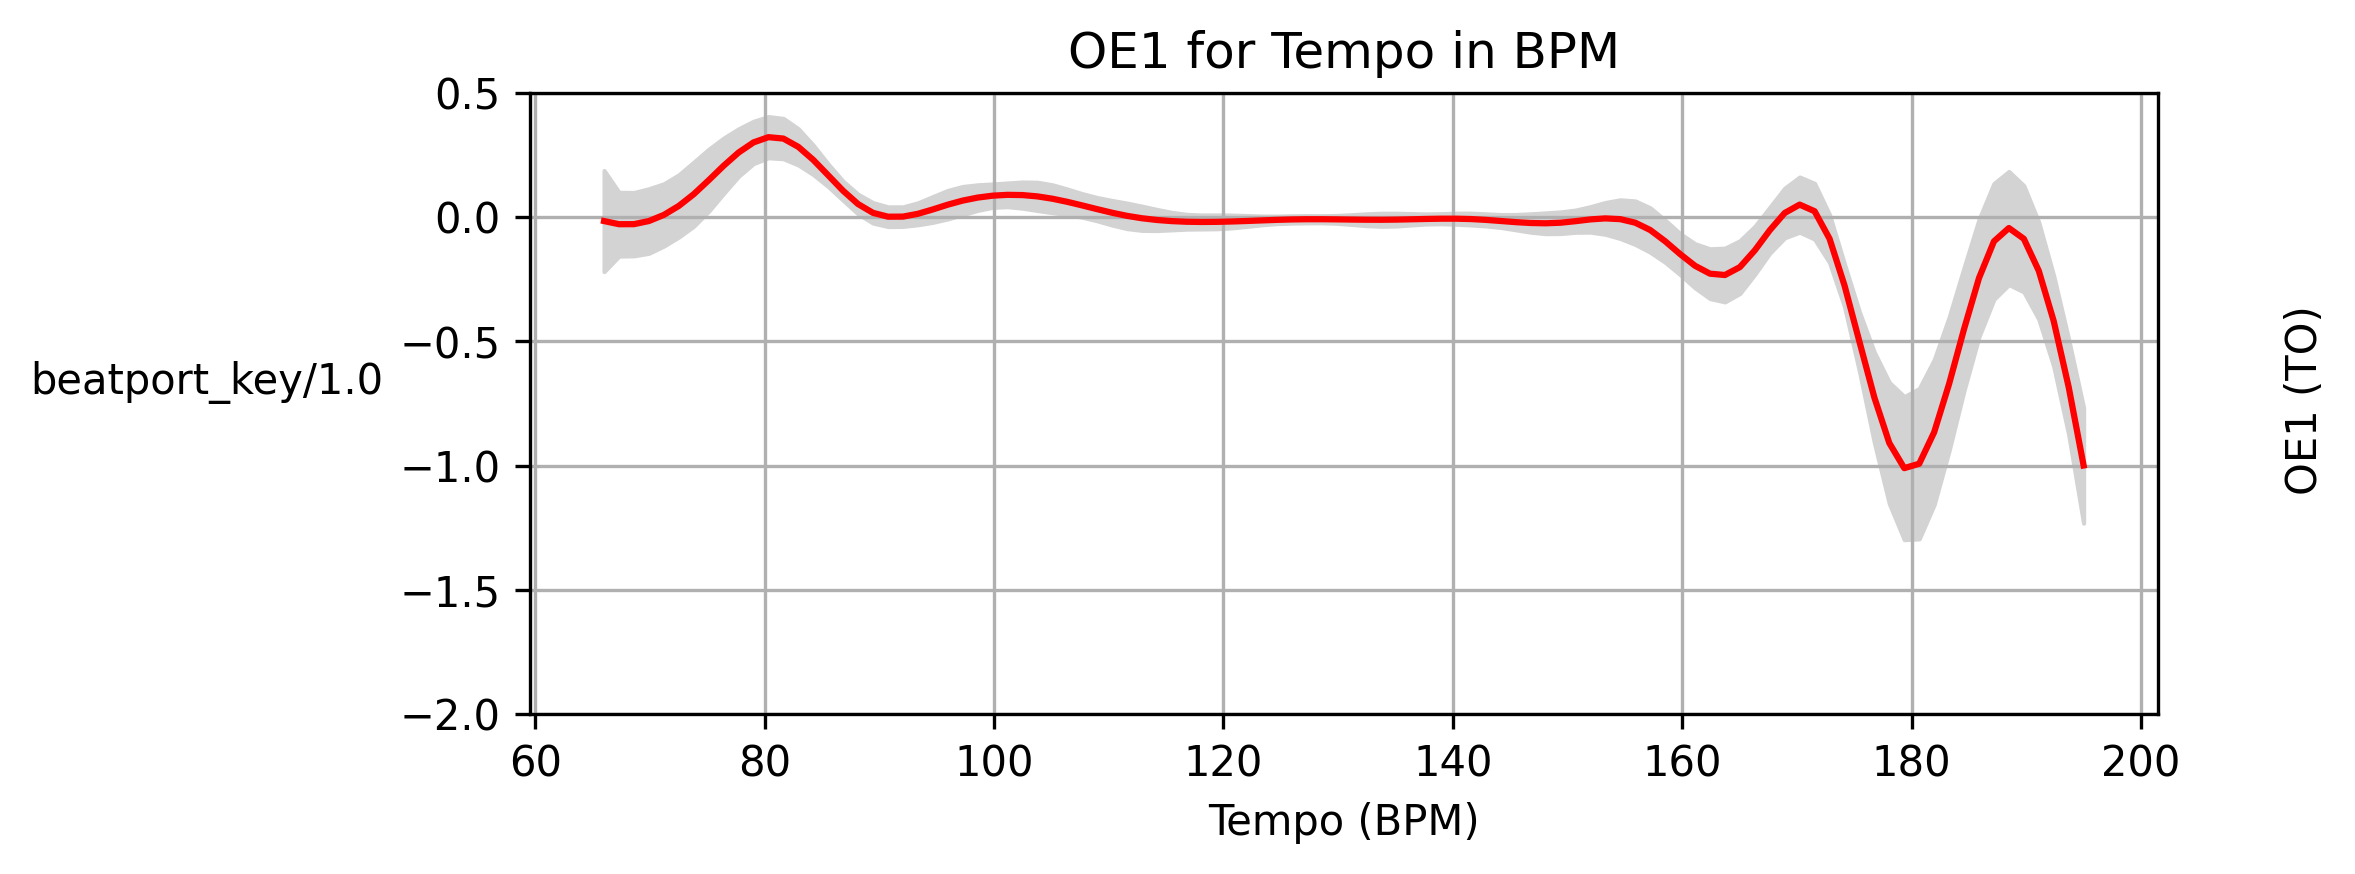 OE1 for Tempo in BPM
0.5
0.0
−0.5
−1.0
−1.5
−2.0
beatport_key/1.0
OE1 (TO)
60 80 100 120 140 160 180 200
Tempo (BPM)